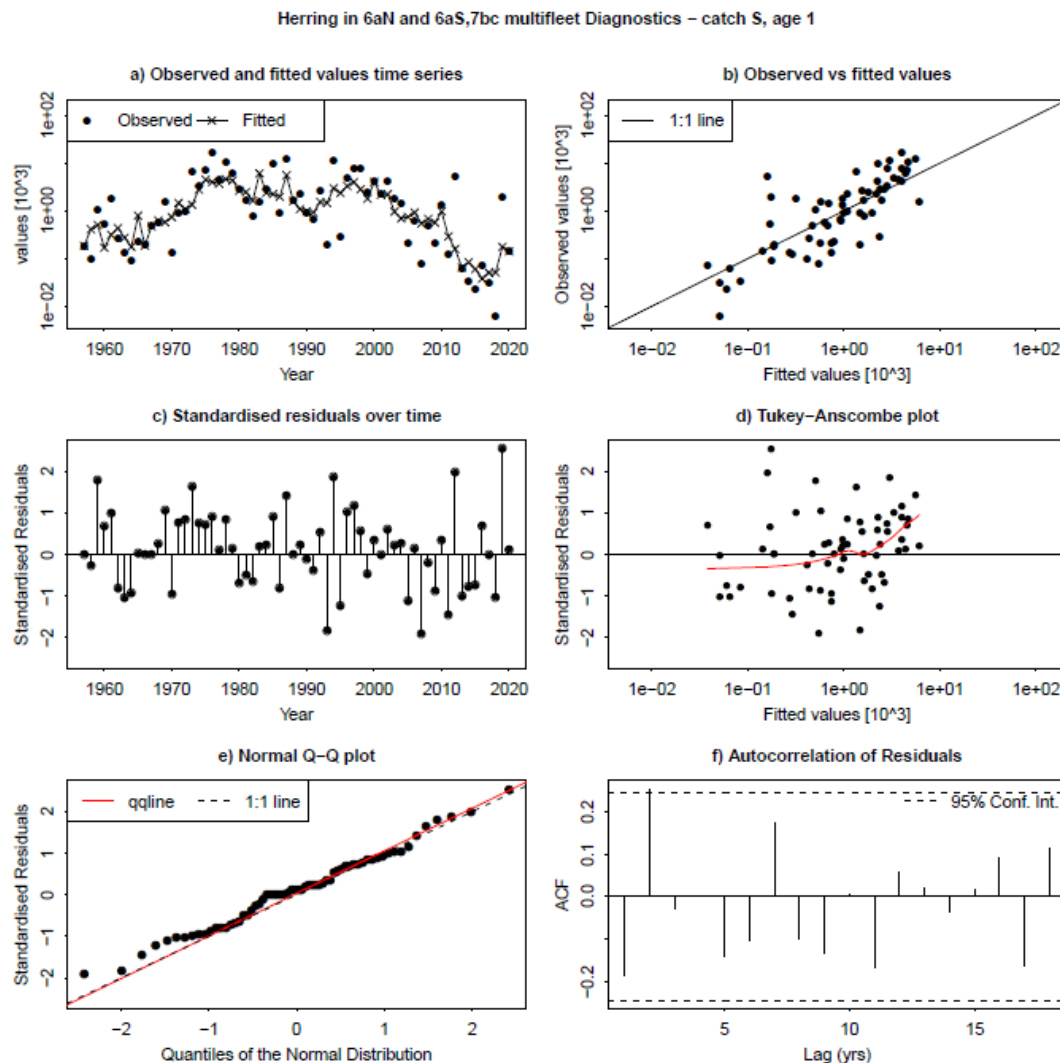 Herring in 6aN and 6aS,7bc multifleet Diagnostics − catch S, age 1
a) Observed and fitted values time series
values [10^3]
1e−02 1e+00 1e+02
Observed Fitted
1960 1970 1980 1990 2000 2010 2020
Year
b) Observed vs fitted values
Observed values [10^3]
1e−02 1e+00 1e+02
1:1 line
1e−02 1e−01 1e+00 1e+01 1e+02
Fitted values [10^3]
c) Standardised residuals over time
Standardised Residuals
−2 −1 0 1 2
1960 1970 1980 1990 2000 2010 2020
Year
d) Tukey−Anscombe plot
Standardised Residuals
−2 −1 0 1 2
1e−02 1e−01 1e+00 1e+01 1e+02
Fitted values [10^3]
e) Normal Q−Q plot
Standardised Residuals
−2 −1 0 1 2
qqline 1:1 line
−2 −1 0 1 2
Quantiles of the Normal Distribution
f) Autocorrelation of Residuals
ACF
−0.2 0.0 0.1 0.2
95% Conf. Int.
5 10 15
Lag (yrs)